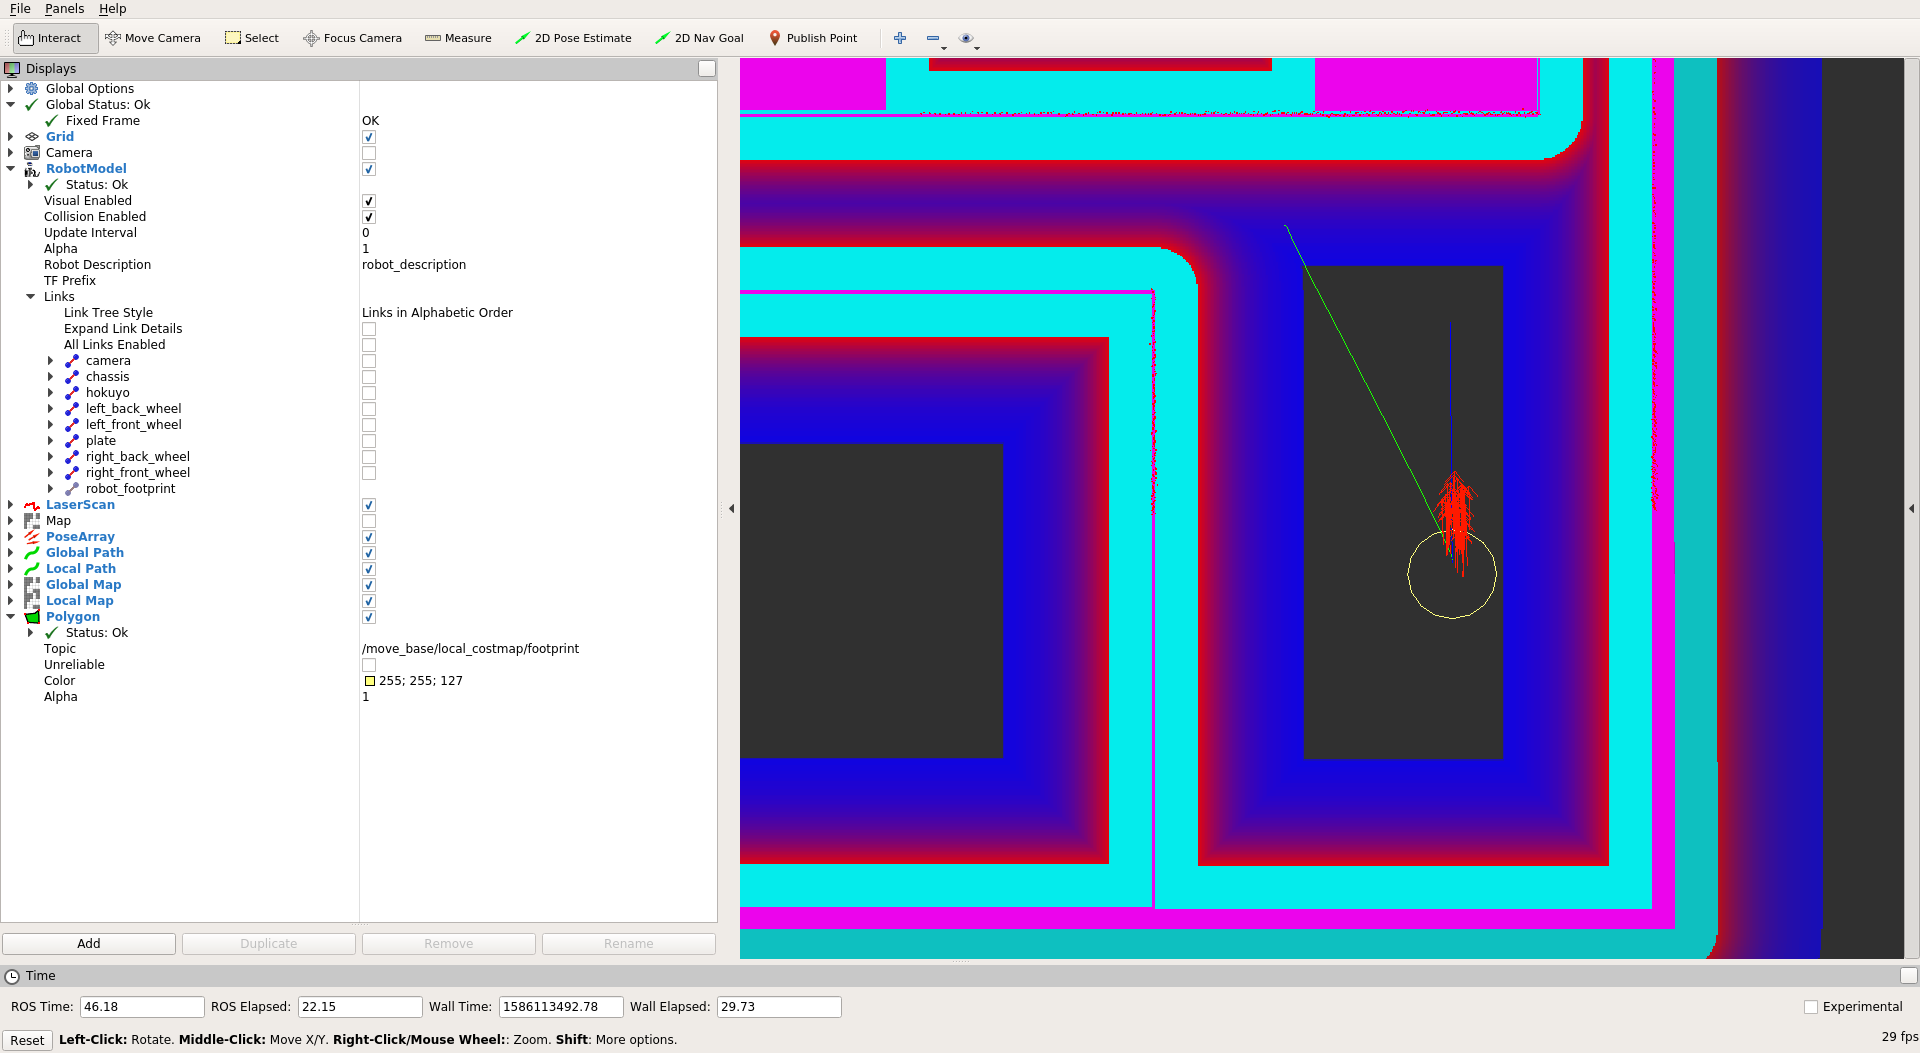 File Panels Help
Interact Move Camera Select Focus Camera Measure 2D Pose Estimate 2D Nav Goal Publish Point
Displays
Global Options
Global Status: Ok
Fixed Frame OK
Grid
Camera
RobotModel
Status: Ok
Visual Enabled
Collision Enabled
Update Interval 0
Alpha 1
Robot Description robot_description
TF Prefix
Links
Link Tree Style Links in Alphabetic Order
Expand Link Details
All Links Enabled
camera
chassis
hokuyo
left_back_wheel
left_front_wheel
plate
right_back_wheel
right_front_wheel
robot_footprint
LaserScan
Map
PoseArray
Global Path
Local Path
Global Map
Local Map
Polygon
Status: Ok
Topic /move_base/local_costmap/footprint
Unreliable
Color 255; 255; 127
Alpha 1
Add Duplicate Remove Rename
Time
ROS Time: 46.18 ROS Elapsed: 22.15 Wall Time: 1586113492.78 Wall Elapsed: 29.73 Experimental
Reset Left-Click: Rotate. Middle-Click: Move X/Y. Right-Click/Mouse Wheel:: Zoom. Shift: More options. 29 fps